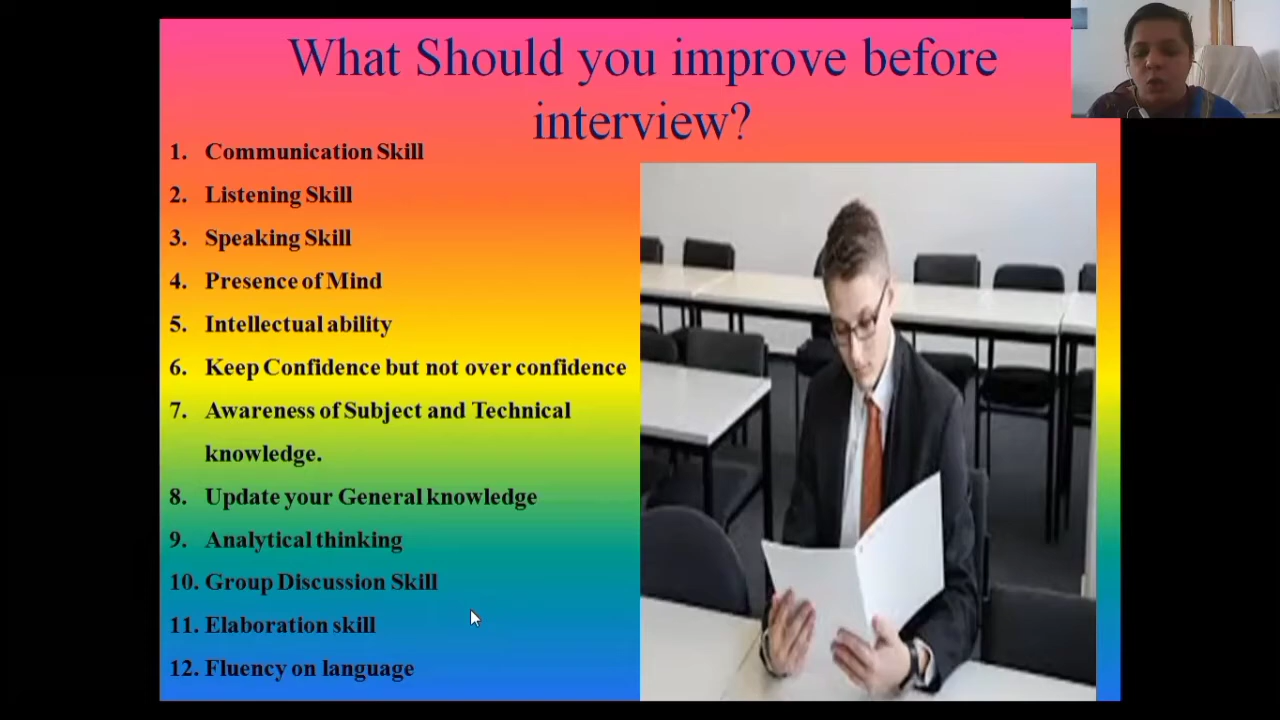 What Should you improve before
interview?
1. Communication Skill
2. Listening Skill
3. Speaking Skill
4. Presence of Mind
5. Intellectual ability
6. Keep Confidence but not over confidence
7. Awareness of Subject and Technical
knowledge.
8. Update your General knowledge
9. Analytical thinking
10. Group Discussion Skill
11. Elaboration skill
12. Fluency on language